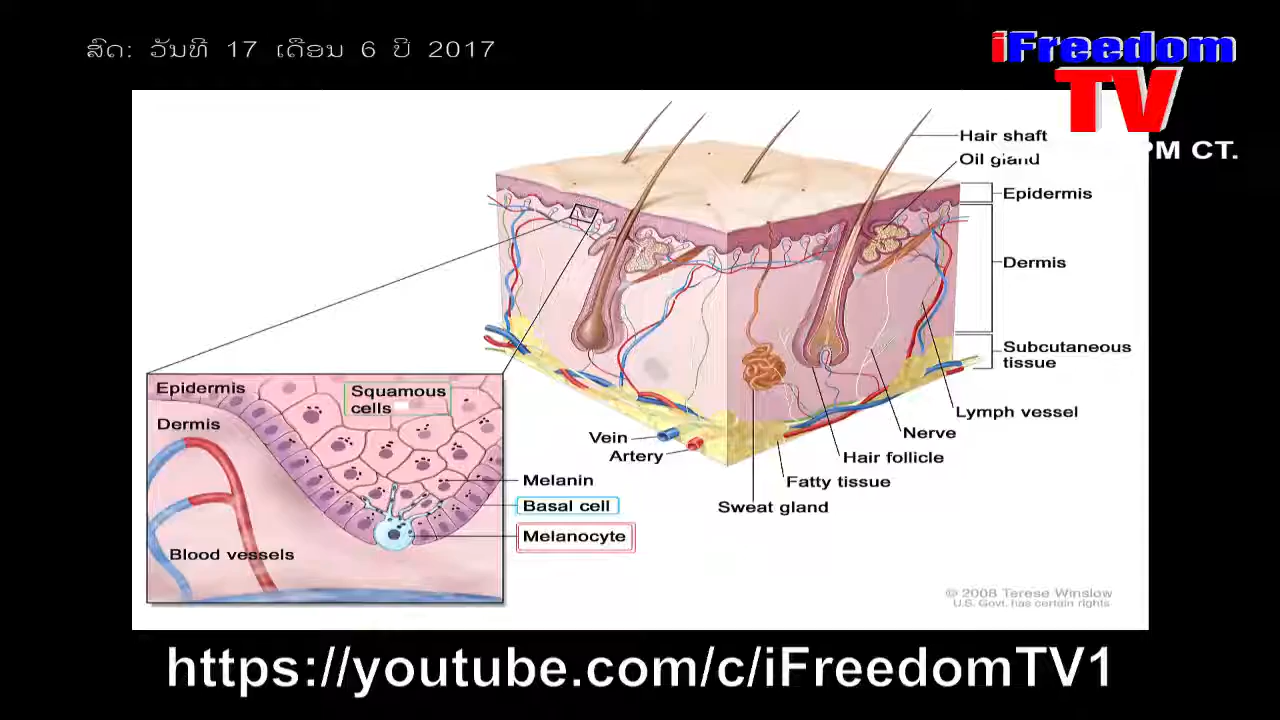 ສົດ: ວັນທີ 17 ເດືອນ 6 ປີ 2017
iFreedom
TV
PM CT.
Hair shaft
Oil gland
Epidermis
Dermis
Subcutaneous
tissue
Lymph vessel
Nerve
Hair follicle
Fatty tissue
Sweat gland
Vein
Artery
Epidermis
Squamous
cells
Dermis
Blood vessels
Melanin
Basal cell
Melanocyte
© 2008 Terese Winslow
U.S. Govt. has certain rights
https://youtube.com/c/iFreedomTV1